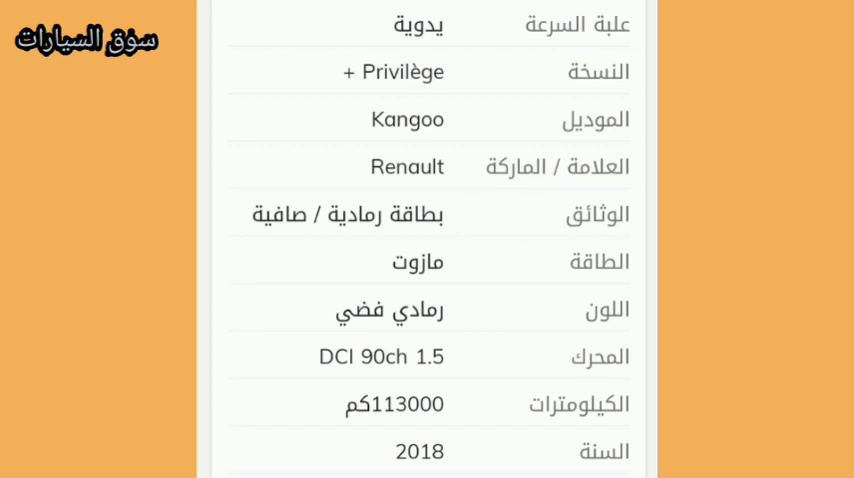 سوق السيارات
علبة السرعة يدوية
النسخة Privilège +
الموديل Kangoo
العلامة / الماركة Renault
الوثائق بطاقة رمادية / صافية
الطاقة مازوت
اللون رمادي فضي
المحرك 1.5 DCI 90ch
الكيلومترات 113000كم
السنة 2018